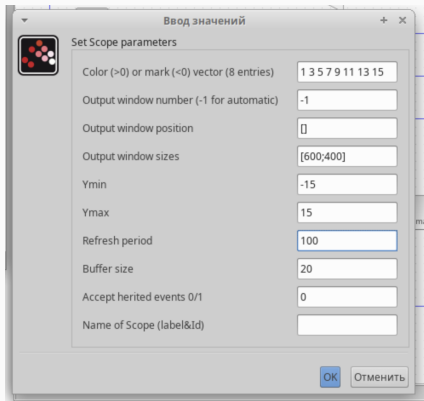 Ввод значений
Set Scope parameters
Color (>0) or mark (<0) vector (8 entries) 1 3 5 7 9 11 13 15
Output window number (-1 for automatic) -1
Output window position []
Output window sizes [600;400]
Ymin -15
Ymax 15
Refresh period 100
Buffer size 20
Accept herited events 0/1 0
Name of Scope (label&Id)
OK Отменить